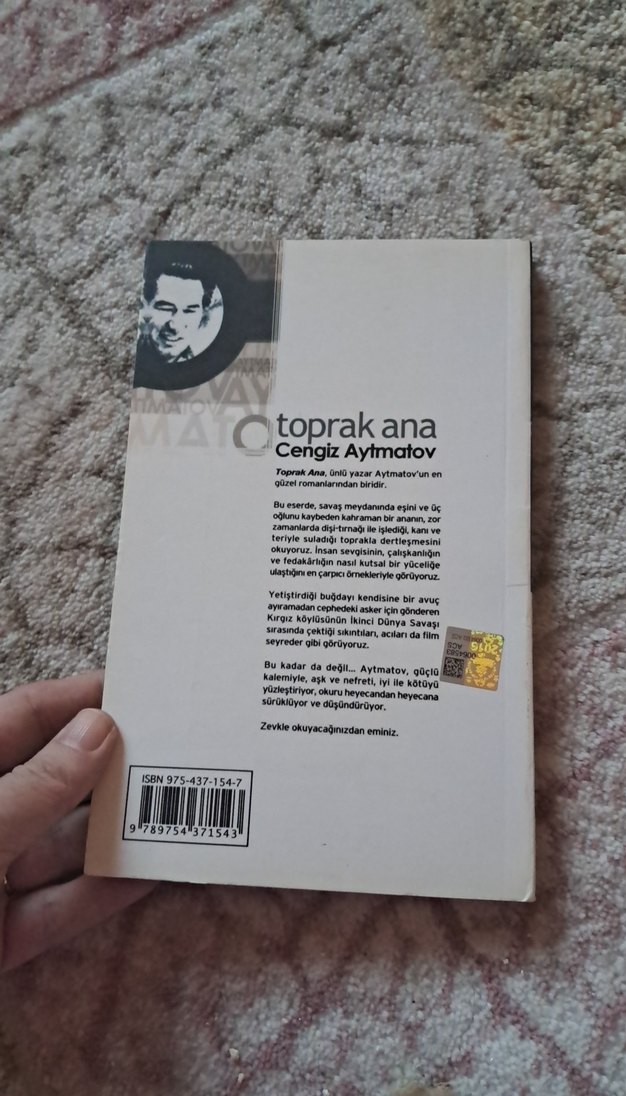 AYTMATOV
MATO
toprak ana
Cengiz Aytmatov
Toprak Ana, ünlü yazar Aytmatov'un en
güzel romanlarından biridir.
Bu eserde, savaş meydanında eşini ve üç
oğlunu kaybeden kahraman bir ananın, zor
zamanlarda dişi-tırnağı ile işlediği, kanı ve
teriyle suladığı toprakla dertleşmesini
okuyoruz. İnsan sevgisinin, çalışkanlığın
ve fedakârlığın nasıl kutsal bir yüceliğe
ulaştığını en çarpıcı örnekleriyle görüyoruz.
Yetiştirdiği buğdayı kendisine bir avuç
ayıramadan cephedeki asker için gönderen
Kırgız köylüsünün İkinci Dünya Savaşı
sırasında çektiği sıkıntıları, acıları da film
seyreder gibi görüyoruz.
Bu kadar da değil... Aytmatov, güçlü
kalemiyle, aşk ve nefreti, iyi ile kötüyü
yüzleştiriyor, okuru heyecandan heyecana
sürüklüyor ve düşündürüyor.
Zevkle okuyacağınızdan eminiz.
ACS
0064583
2016
ISBN 975-437-154-7
9 789754 371543